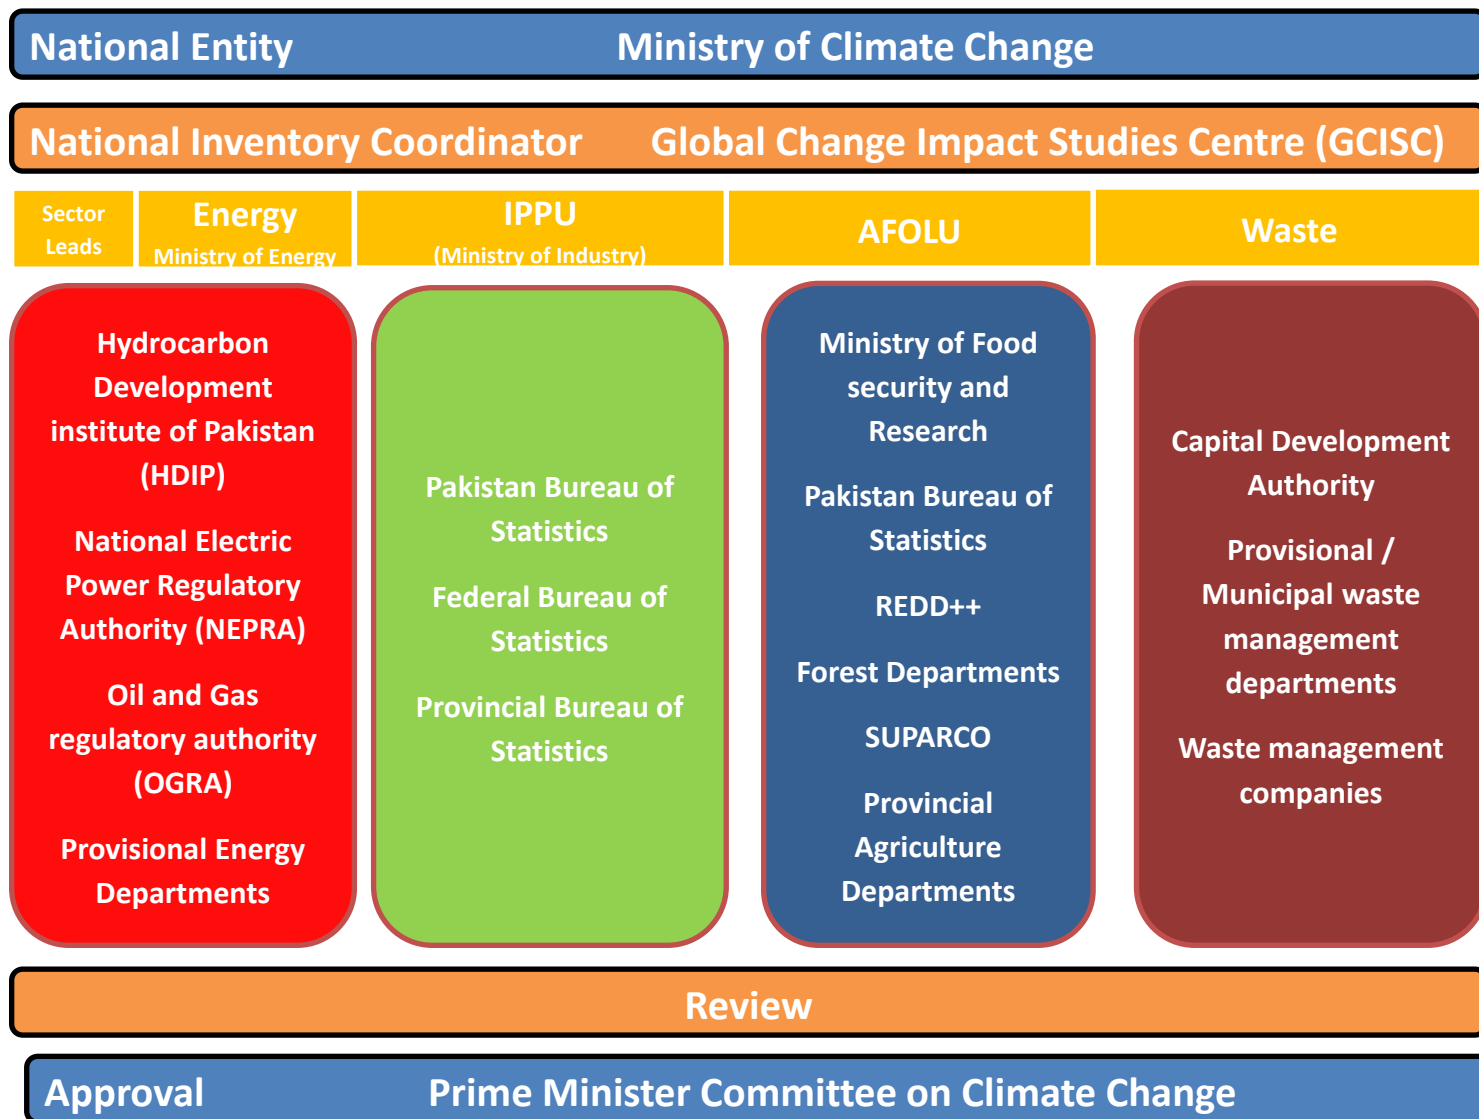 National Entity Ministry of Climate Change
National Inventory Coordinator Global Change Impact Studies Centre (GCISC)
Sector
Leads
Energy
Ministry of Energy
IPPU
(Ministry of Industry)
AFOLU
Waste
Hydrocarbon
Development
institute of Pakistan
(HDIP)
National Electric
Power Regulatory
Authority (NEPRA)
Oil and Gas
regulatory authority
(OGRA)
Provisional Energy
Departments
Pakistan Bureau of
Statistics
Federal Bureau of
Statistics
Provincial Bureau of
Statistics
Ministry of Food
security and
Research
Pakistan Bureau of
Statistics
REDD++
Forest Departments
SUPARCO
Provincial
Agriculture
Departments
Capital Development
Authority
Provisional /
Municipal waste
management
departments
Waste management
companies
Review
Approval Prime Minister Committee on Climate Change